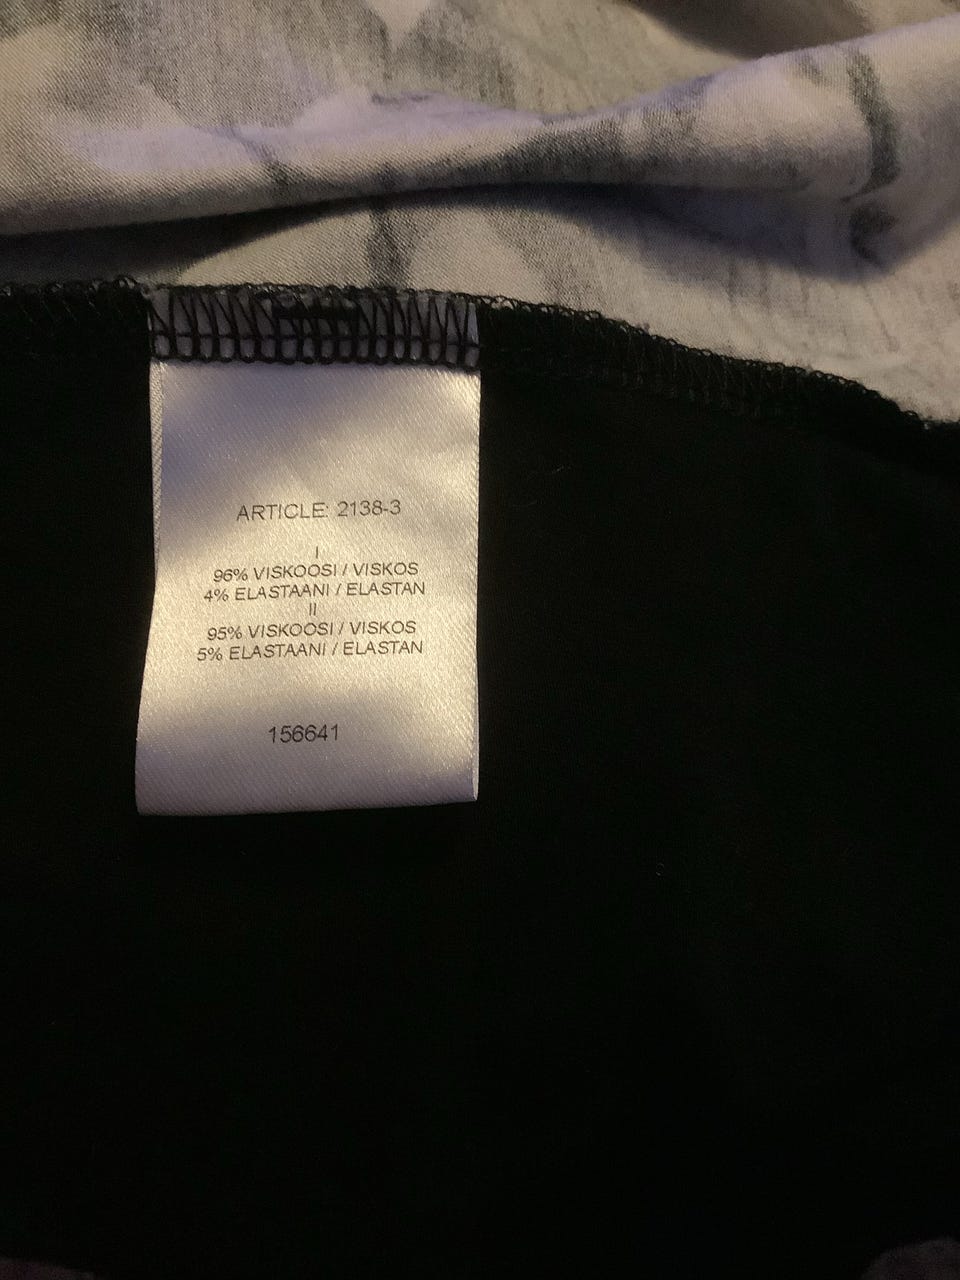 ARTICLE: 2138-3
I
96% VISKOOSI / VISKOS
4% ELASTAANI / ELASTAN
II
95% VISKOOSI / VISKOS
5% ELASTAANI / ELASTAN
156641